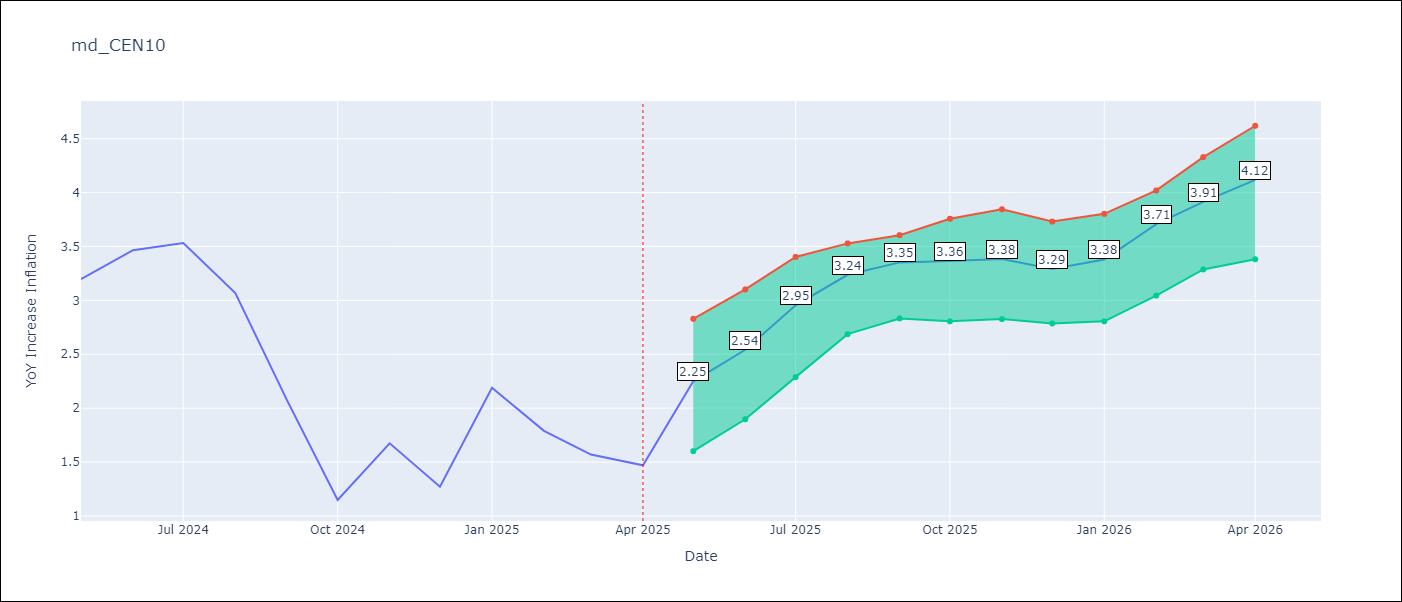 md_CEN10
YoY Increase Inflation
4.5
4
3.5
3
2.5
2
1.5
1
2.25
2.54
2.95
3.24
3.35
3.36
3.38
3.29
3.38
3.71
3.91
4.12
Jul 2024
Oct 2024
Jan 2025
Apr 2025
Jul 2025
Oct 2025
Jan 2026
Apr 2026
Date